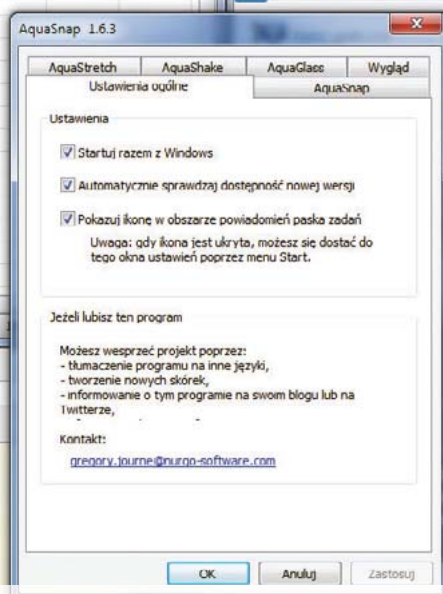 AquaSnap 1.6.3
AquaStretch AquaShake AquaGlass Wygląd
Ustawienia ogólne AquaSnap
Ustawienia
Startuj razem z Windows
Automatycznie sprawdzaj dostępność nowej wersji
Pokazuj ikonę w obszarze powiadomień paska zadań
Uwaga: gdy ikona jest ukryta, możesz się dostać do
tego okna ustawień poprzez menu Start.
Jeżeli lubisz ten program
Możesz wesprzeć projekt poprzez:
- tłumaczenie programu na inne języki,
- tworzenie nowych skórek,
- informowanie o tym programie na swoim blogu lub na
Twitterze,
Kontakt:
gregory.journe@nurgo-software.com
OK Anuluj Zastosuj